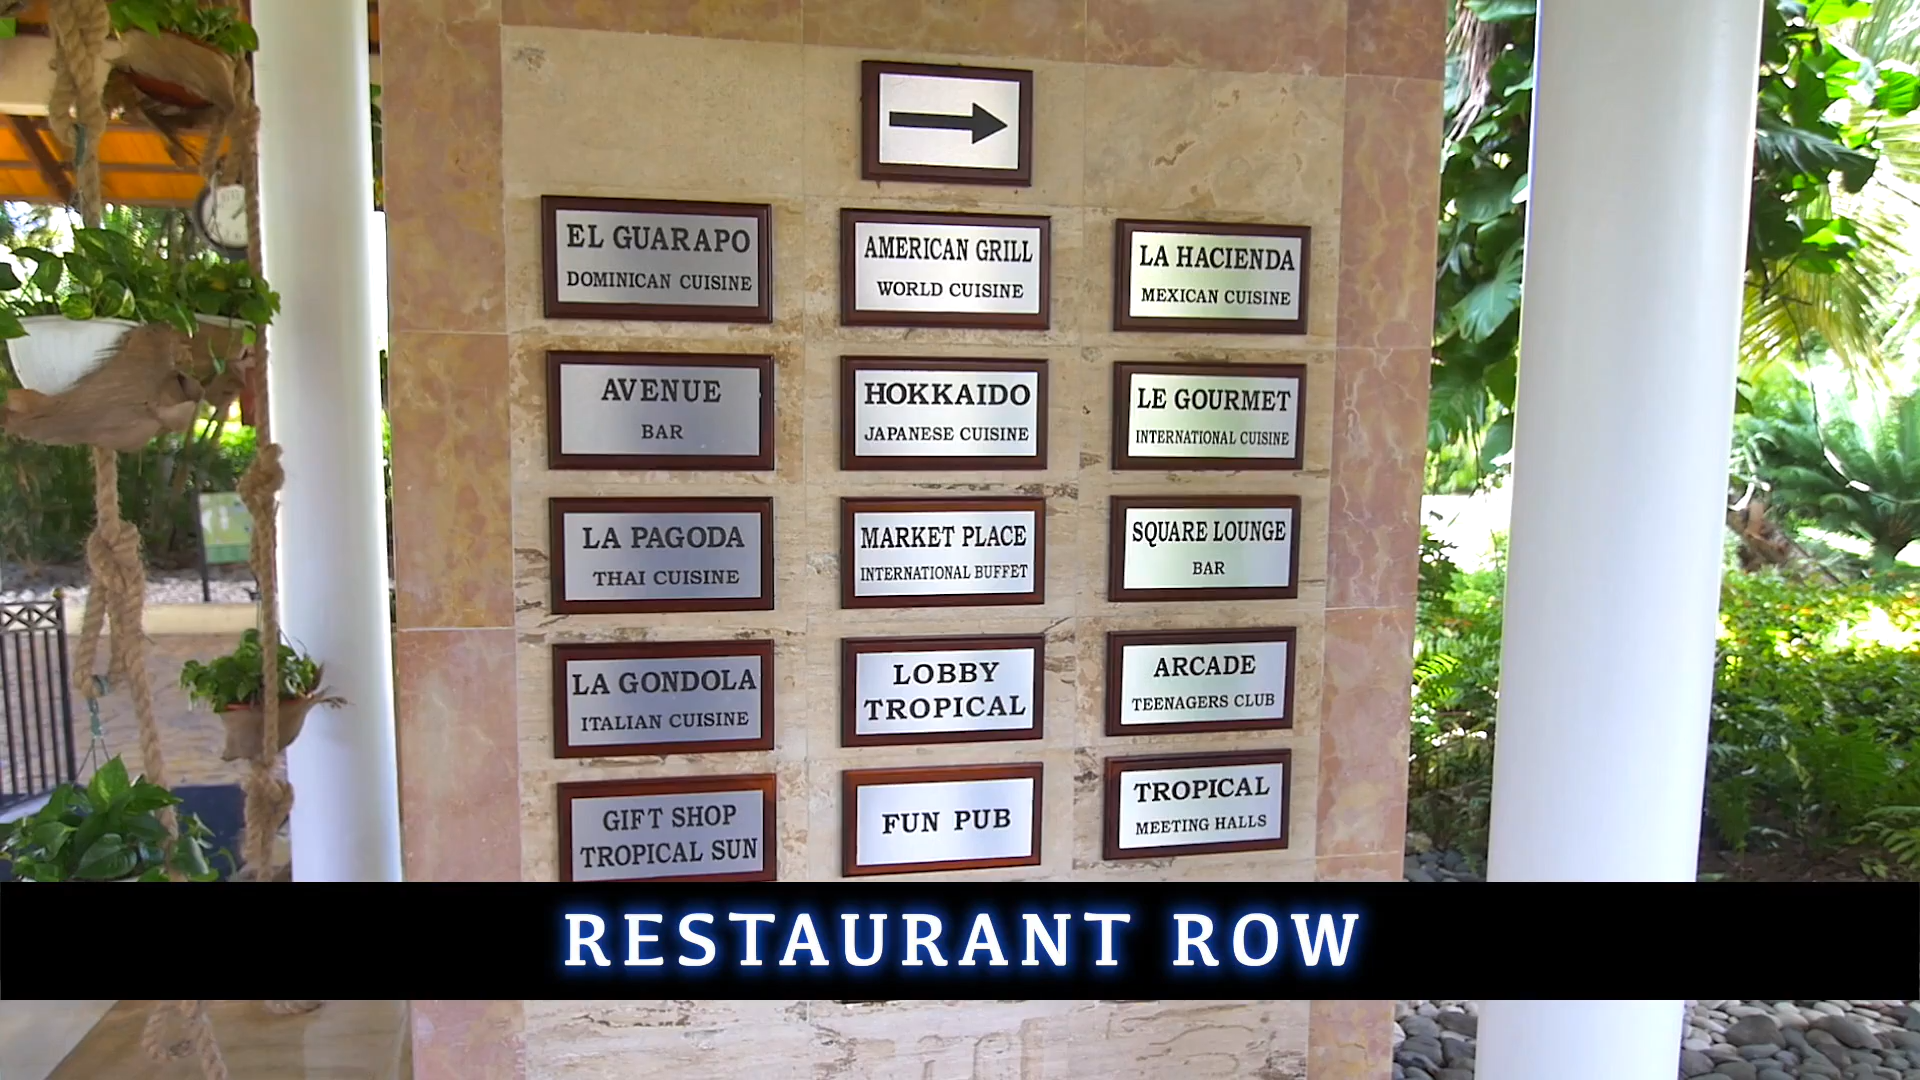 EL GUARAPO
DOMINICAN CUISINE
AMERICAN GRILL
WORLD CUISINE
LA HACIENDA
MEXICAN CUISINE
AVENUE
BAR
HOKKAIDO
JAPANESE CUISINE
LE GOURMET
INTERNATIONAL CUISINE
LA PAGODA
THAI CUISINE
MARKET PLACE
INTERNATIONAL BUFFET
SQUARE LOUNGE
BAR
LA GONDOLA
ITALIAN CUISINE
LOBBY
TROPICAL
ARCADE
TEENAGERS CLUB
GIFT SHOP
TROPICAL SUN
FUN PUB
TROPICAL
MEETING HALLS
RESTAURANT ROW